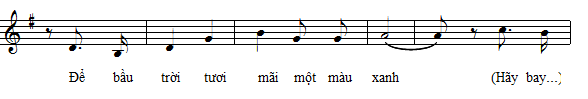 Để bầu trời tươi mãi một màu xanh (Hãy bay...)